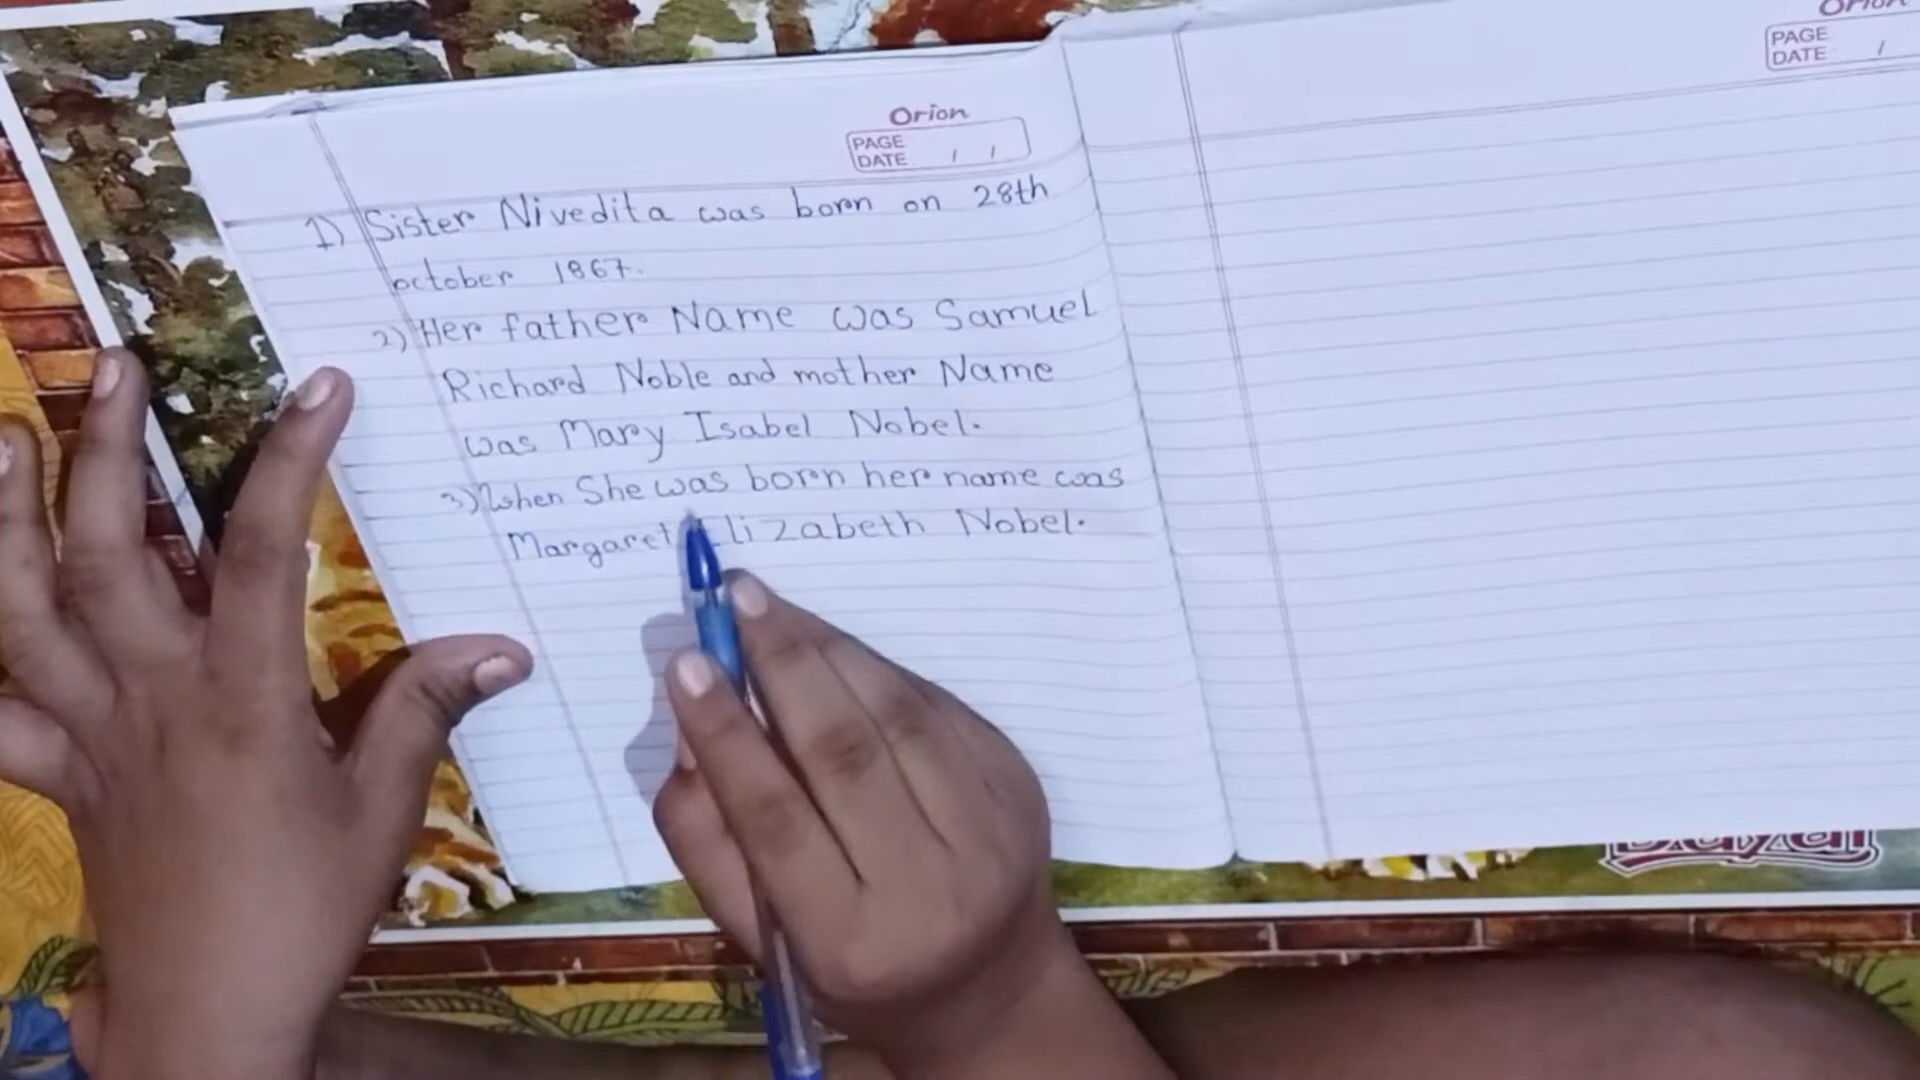 Orion
PAGE
DATE / /
1) Sister Nivedita was born on 28th
october 1867.
2) Her father Name was Samuel
Richard Noble and mother Name
was Mary Isabel Nobel.
3) When She was born her name was
Margaret Elizabeth Nobel.
Orion
PAGE
DATE /